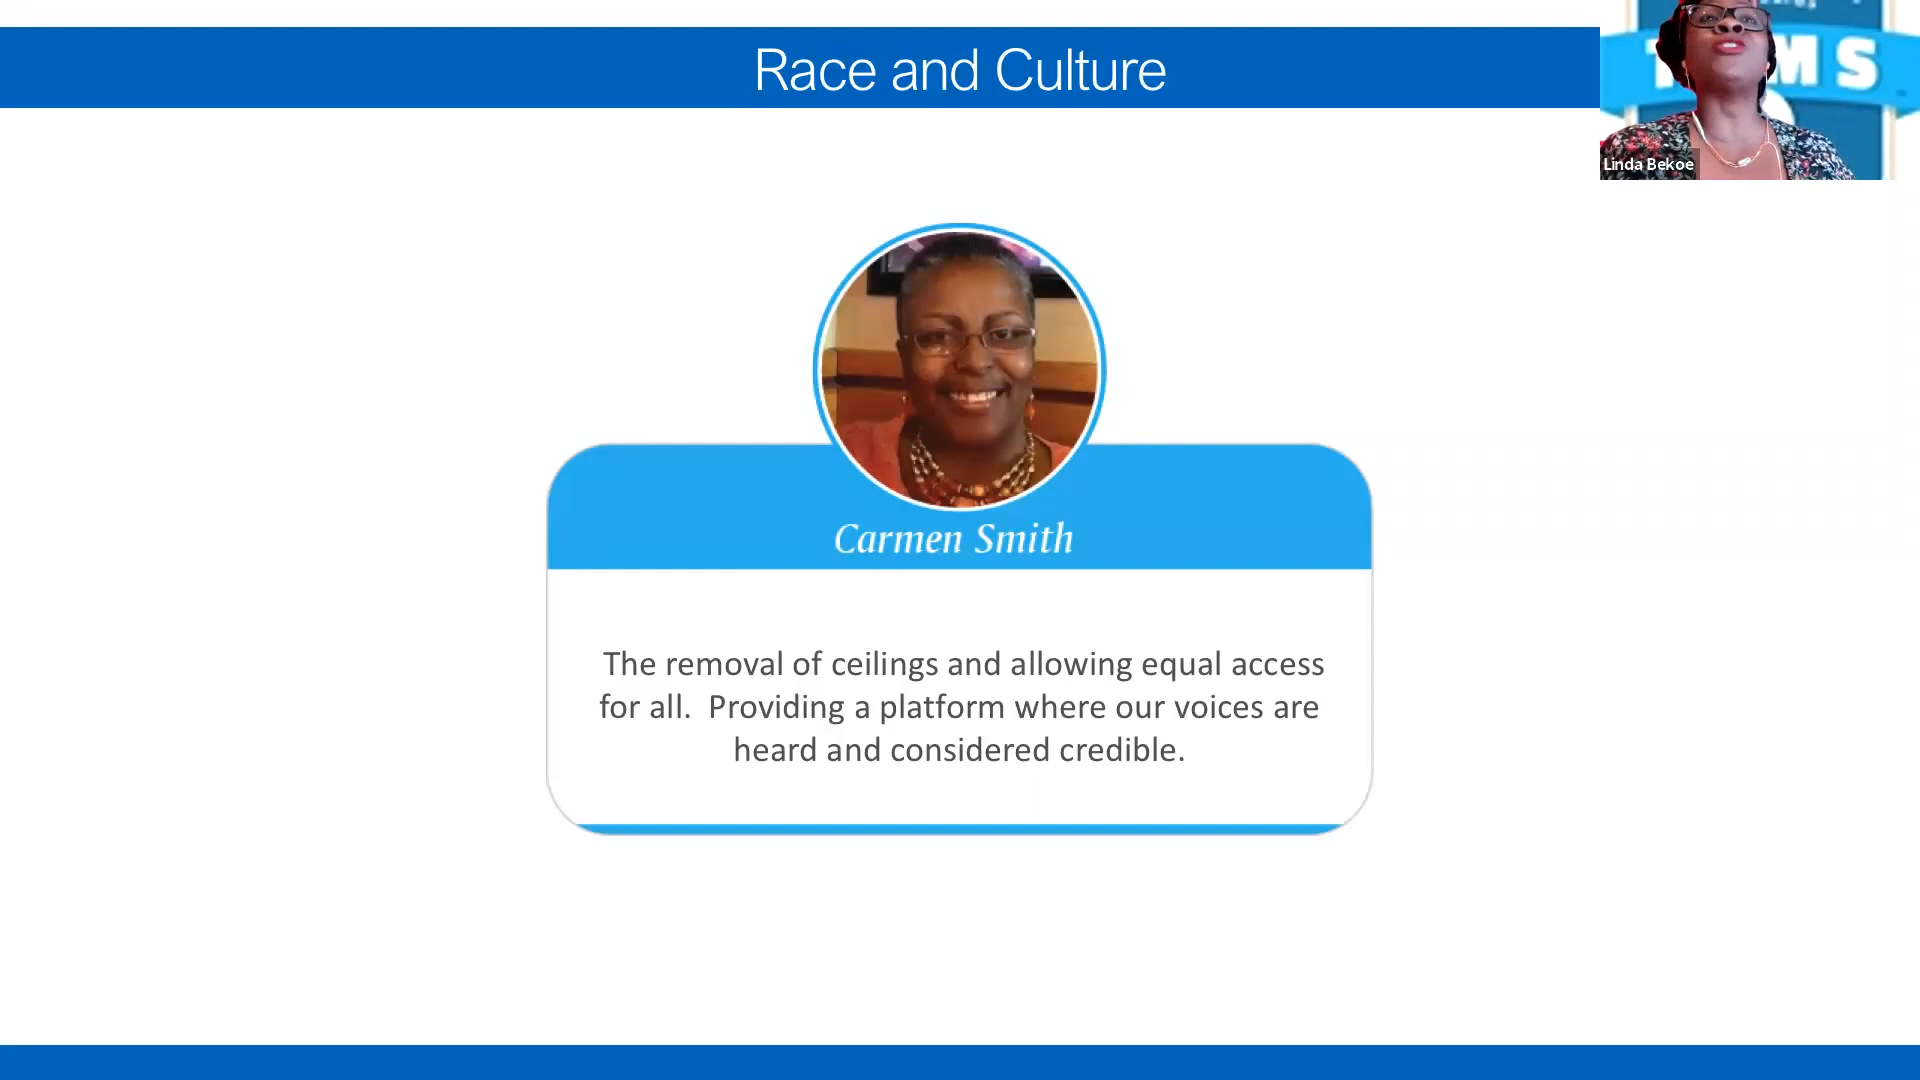 Race and Culture
Linda Bekoe
Carmen Smith
The removal of ceilings and allowing equal access
for all.  Providing a platform where our voices are
heard and considered credible.